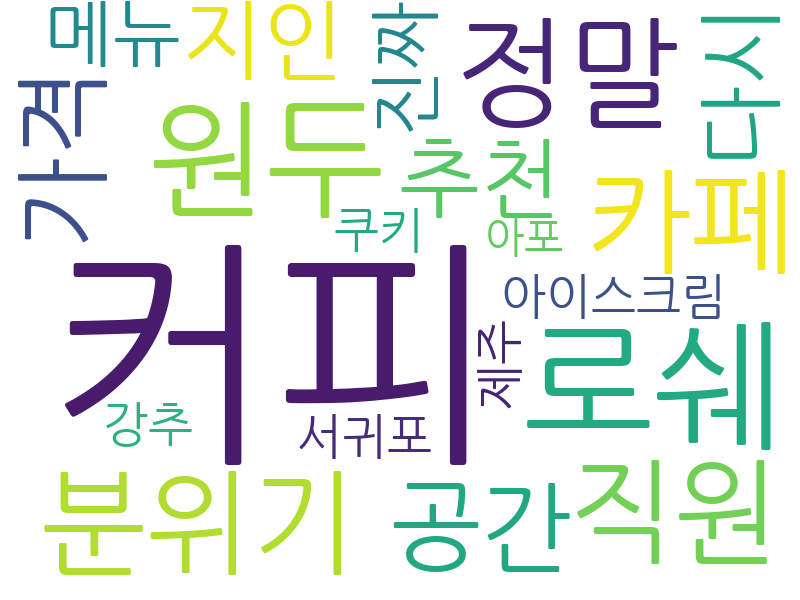 메뉴
지인
진짜
정말
다시
가격
원두
추천
카페
쿠키
아포
커피
아이스크림
로쉐
제주
강추
서귀포
분위기
공간
직원